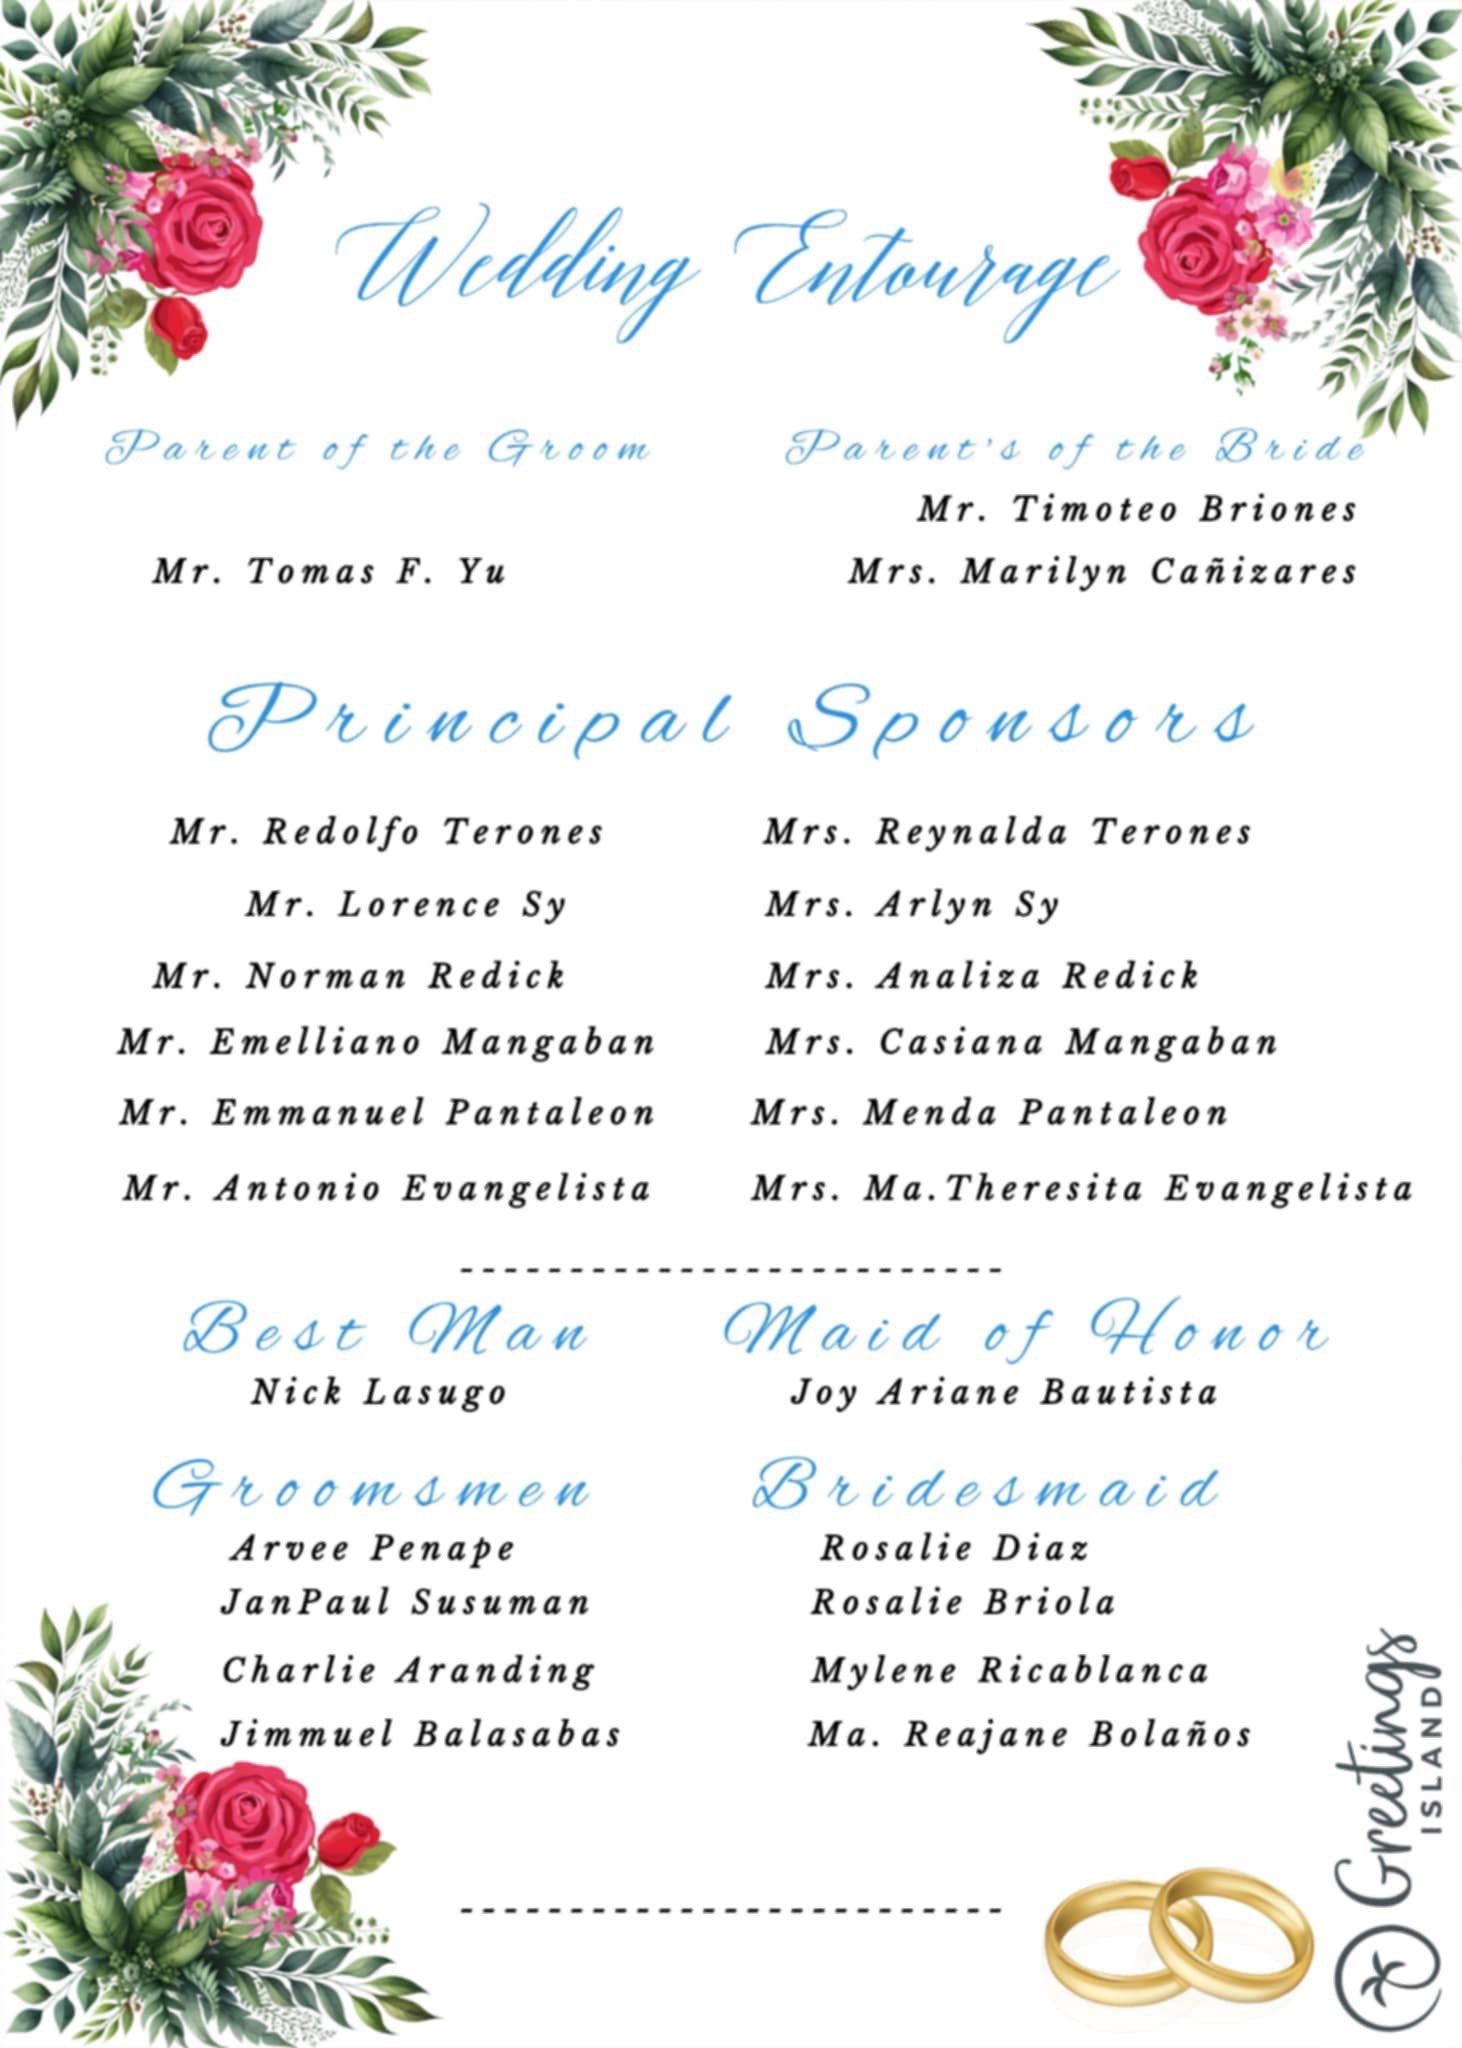 Wedding Entourage
Parent of the Groom
Parent's of the Bride
Mr. Timoteo Briones
Mr. Tomas F. Yu
Mrs. Marilyn Cañizares
Principal Sponsors
Mr. Redolfo Terones
Mrs. Reynalda Terones
Mr. Lorence Sy
Mrs. Arlyn Sy
Mr. Norman Redick
Mrs. Analiza Redick
Mr. Emelliano Mangaban
Mrs. Casiana Mangaban
Mr. Emmanuel Pantaleon
Mrs. Menda Pantaleon
Mr. Antonio Evangelista
Mrs. Ma.Theresita Evangelista
-------------------------
Best Man
Maid of Honor
Nick Lasugo
Joy Ariane Bautista
Groomsmen
Bridesmaid
Arvee Penape
Rosalie Diaz
JanPaul Susuman
Rosalie Briola
Charlie Aranding
Mylene Ricablanca
Jimmuel Balasabas
Ma. Reajane Bolaños
-------------------------
Greetings
ISLAND